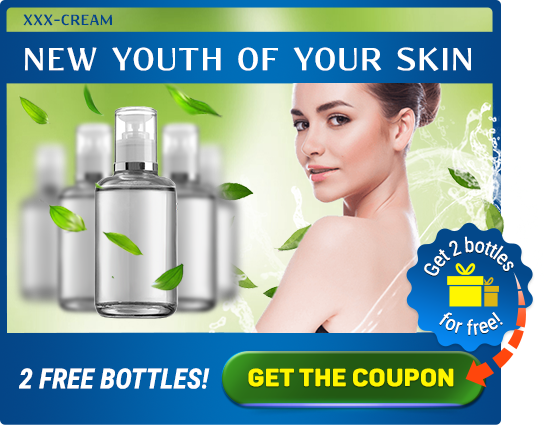 XXX-CREAM
NEW YOUTH OF YOUR SKIN
Get 2 bottles
for free!
2 FREE BOTTLES!
GET THE COUPON